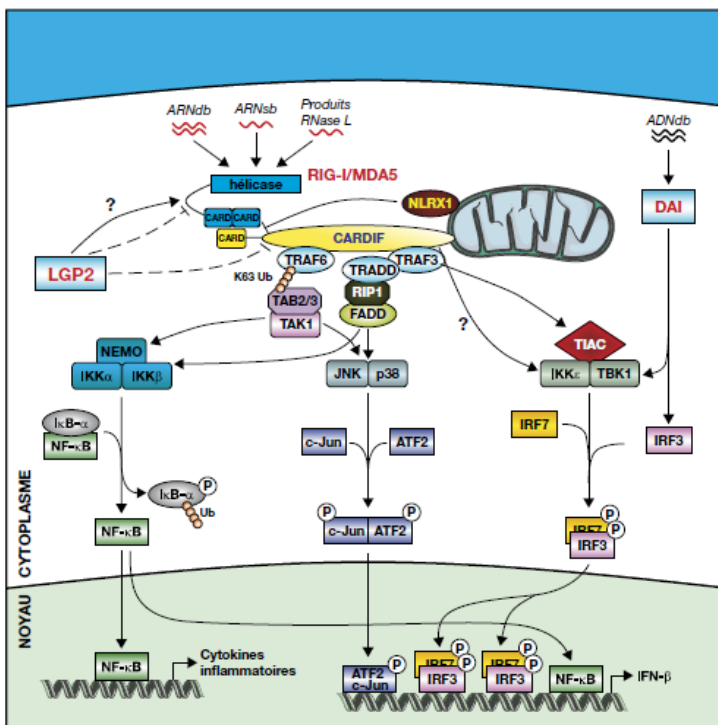 ARNdb
ARNsb
Produits
RNase L
ADNdb
hélicase
RIG-I/MDA5
?
CARD CARD
CARD
NLRX1
DAI
CARDIF
LGP2
TRAF6
TRADD
TRAF3
K63 Ub
RIP1
TAB2/3
FADD
TAK1
?
TIAC
NEMO
IKKα
IKKβ
JNK
p38
IKKε
TBK1
IκB-α
NF-κB
c-Jun
ATF2
IRF7
IRF3
IκB-α
P
Ub
NF-κB
P
P
c-Jun
ATF2
P
IRF7
P
IRF3
CYTOPLASME
NOYAU
NF-κB
Cytokines
inflammatoires
ATF2
c-Jun
P
P
IRF7
P
IRF3
P
IRF7
P
IRF3
NF-κB
IFN-β